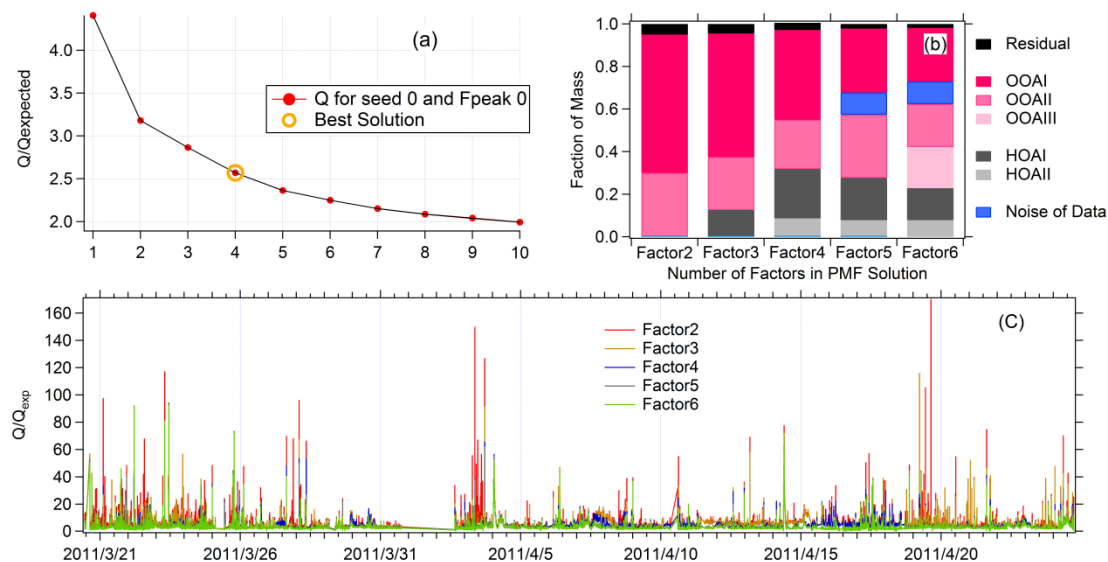 (a)
Q/Qexpected
4.0
3.5
3.0
2.5
2.0
Q for seed 0 and Fpeak 0
Best Solution
1 2 3 4 5 6 7 8 9 10
(b)
Faction of Mass
1.0
0.8
0.6
0.4
0.2
0.0
Factor2 Factor3 Factor4 Factor5 Factor6
Number of Factors in PMF Solution
Residual
OOAI
OOAII
OOAIII
HOAI
HOAII
Noise of Data
(C)
Q/Qexp
160
140
120
100
80
60
40
20
0
Factor2
Factor3
Factor4
Factor5
Factor6
2011/3/21 2011/3/26 2011/3/31 2011/4/5 2011/4/10 2011/4/15 2011/4/20